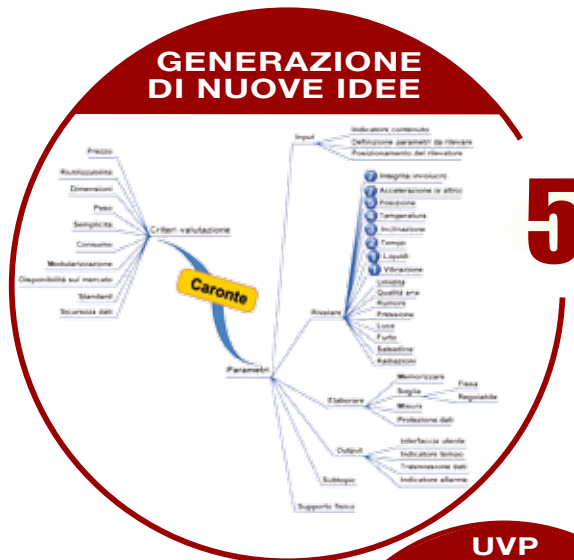 GENERAZIONE
DI NUOVE IDEE
5
Caronte
Criteri valutazione
Prezzo
Riutilizzabilità
Dimensioni
Peso
Semplicità
Consumo
Modularizzazione
Disponibilità sul mercato
Standard
Sicurezza dati
Parametri
Input
Indicatore contenuto
Definizione parametri da rilevare
Posizionamento del rilevatore
Rilevare
Integrità involucro
Accelerazione (e altro)
Posizione
Temperatura
Inclinazione
Tempo
Liquidi
Vibrazione
Umidità
Qualità aria
Rumore
Pressione
Luce
Furto
Salsedine
Radiazioni
Elaborare
Memorizzare
Soglia
Fissa
Regolabile
Misura
Protezione dati
Output
Interfaccia utente
Indicatore tempo
Trasmissione dati
Indicatore allarme
Subtopic
Supporto fisico
UVP